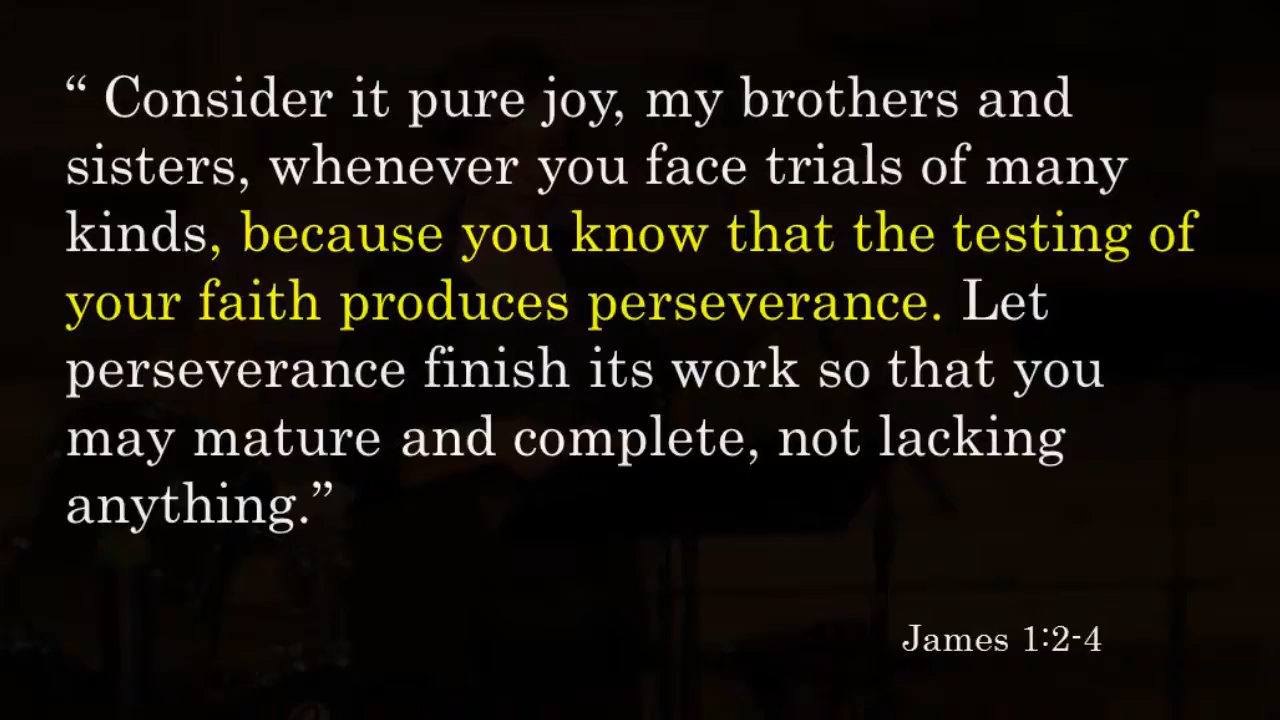 “ Consider it pure joy, my brothers and
sisters, whenever you face trials of many
kinds, because you know that the testing of
your faith produces perseverance. Let
perseverance finish its work so that you
may mature and complete, not lacking
anything.”
James 1:2-4